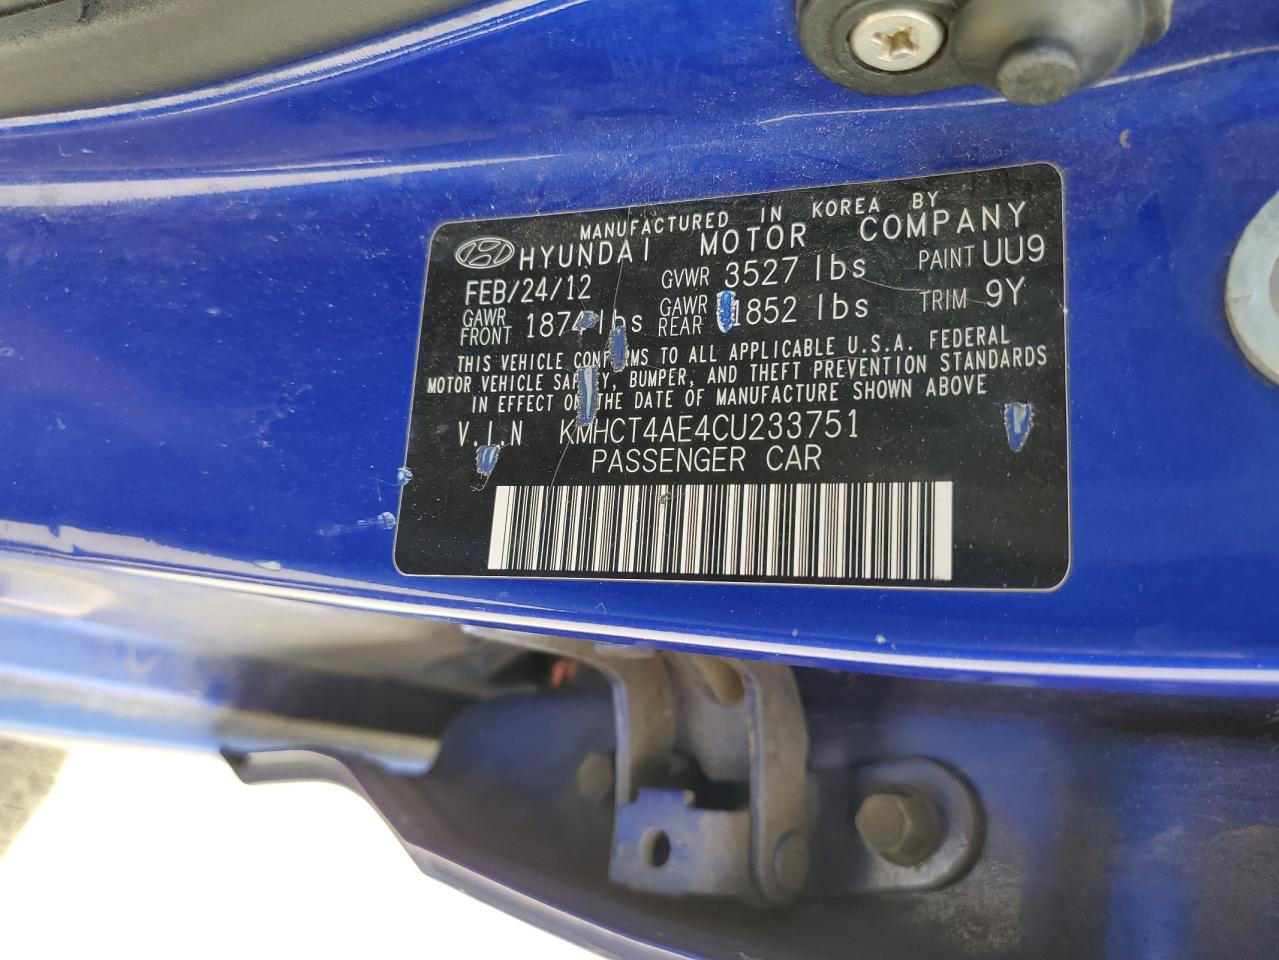 MANUFACTURED IN KOREA BY
HYUNDAI MOTOR COMPANY
FEB/24/12 GVWR 3527 lbs PAINT UU9
GAWR FRONT 1874 lbs GAWR REAR 1852 lbs TRIM 9Y
THIS VEHICLE CONFORMS TO ALL APPLICABLE U.S.A. FEDERAL
MOTOR VEHICLE SAFETY, BUMPER, AND THEFT PREVENTION STANDARDS
IN EFFECT ON THE DATE OF MANUFACTURE SHOWN ABOVE
V.I.N KMHCT4AE4CU233751
PASSENGER CAR